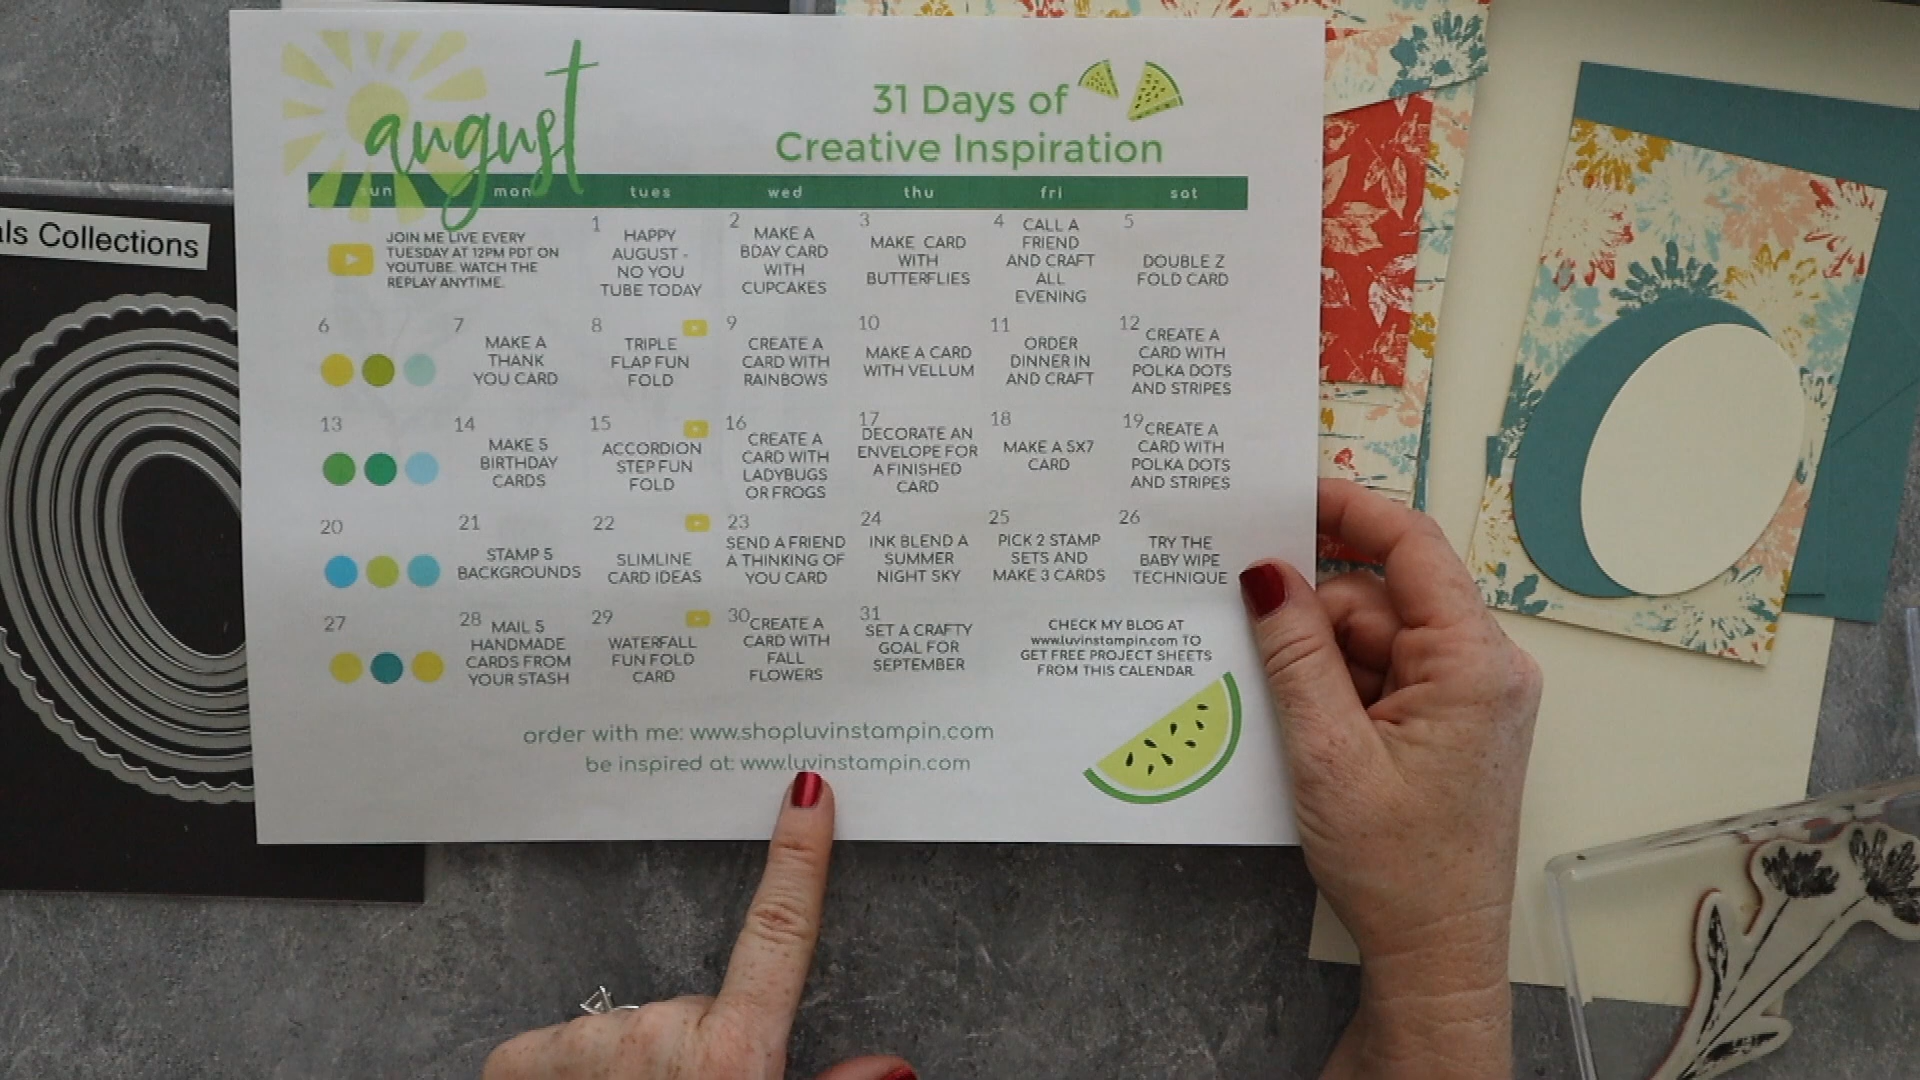 als Collections
august
31 Days of
Creative Inspiration
sun mon tues wed thu fri sat
JOIN ME LIVE EVERY
TUESDAY AT 12PM PDT ON
YOUTUBE. WATCH THE
REPLAY ANYTIME.
1
HAPPY
AUGUST -
NO YOU
TUBE TODAY
2
MAKE A
BDAY CARD
WITH
CUPCAKES
3
MAKE CARD
WITH
BUTTERFLIES
4
CALL A
FRIEND
AND CRAFT
ALL
EVENING
5
DOUBLE Z
FOLD CARD
6
7
MAKE A
THANK
YOU CARD
8
TRIPLE
FLAP FUN
FOLD
9
CREATE A
CARD WITH
RAINBOWS
10
MAKE A CARD
WITH VELLUM
11
ORDER
DINNER IN
AND CRAFT
12
CREATE A
CARD WITH
POLKA DOTS
AND STRIPES
13
14
MAKE 5
BIRTHDAY
CARDS
15
ACCORDION
STEP FUN
FOLD
16
CREATE A
CARD WITH
LADYBUGS
OR FROGS
17
DECORATE AN
ENVELOPE FOR
A FINISHED
CARD
18
MAKE A 5X7
CARD
19
CREATE A
CARD WITH
POLKA DOTS
AND STRIPES
20
21
STAMP 5
BACKGROUNDS
22
SLIMLINE
CARD IDEAS
23
SEND A FRIEND
A THINKING OF
YOU CARD
24
INK BLEND A
SUMMER
NIGHT SKY
25
PICK 2 STAMP
SETS AND
MAKE 3 CARDS
26
TRY THE
BABY WIPE
TECHNIQUE
27
28
MAIL 5
HANDMADE
CARDS FROM
YOUR STASH
29
WATERFALL
FUN FOLD
CARD
30
CREATE A
CARD WITH
FALL
FLOWERS
31
SET A CRAFTY
GOAL FOR
SEPTEMBER
CHECK MY BLOG AT
www.luvinstampin.com TO
GET FREE PROJECT SHEETS
FROM THIS CALENDAR.
order with me: www.shopluvinstampin.com
be inspired at: www.luvinstampin.com